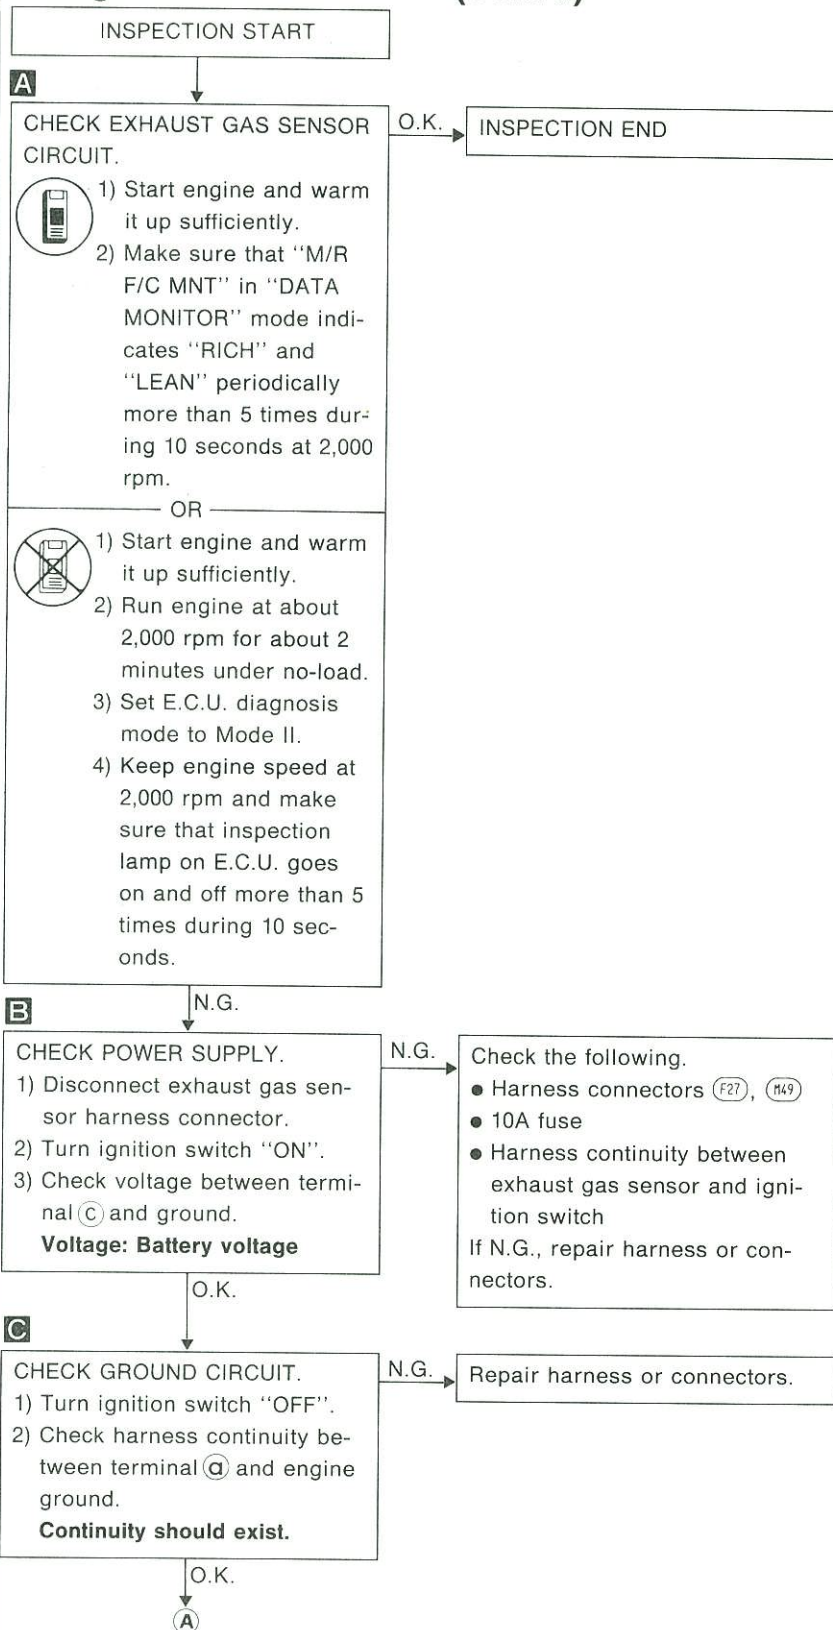 INSPECTION START
A
CHECK EXHAUST GAS SENSOR
CIRCUIT.
1) Start engine and warm
it up sufficiently.
2) Make sure that "M/R
F/C MNT" in "DATA
MONITOR" mode indi-
cates "RICH" and
"LEAN" periodically
more than 5 times dur-
ing 10 seconds at 2,000
rpm.
O.K.
INSPECTION END
OR
1) Start engine and warm
it up sufficiently.
2) Run engine at about
2,000 rpm for about 2
minutes under no-load.
3) Set E.C.U. diagnosis
mode to Mode II.
4) Keep engine speed at
2,000 rpm and make
sure that inspection
lamp on E.C.U. goes
on and off more than 5
times during 10 sec-
onds.
N.G.
B
CHECK POWER SUPPLY.
1) Disconnect exhaust gas sen-
sor harness connector.
2) Turn ignition switch "ON".
3) Check voltage between termi-
nal ⓒ and ground.
Voltage: Battery voltage
N.G.
Check the following.
● Harness connectors F27, M49
● 10A fuse
● Harness continuity between
exhaust gas sensor and igni-
tion switch
If N.G., repair harness or con-
nectors.
O.K.
C
CHECK GROUND CIRCUIT.
1) Turn ignition switch "OFF".
2) Check harness continuity be-
tween terminal ⓐ and engine
ground.
Continuity should exist.
N.G.
Repair harness or connectors.
O.K.
Ⓐ